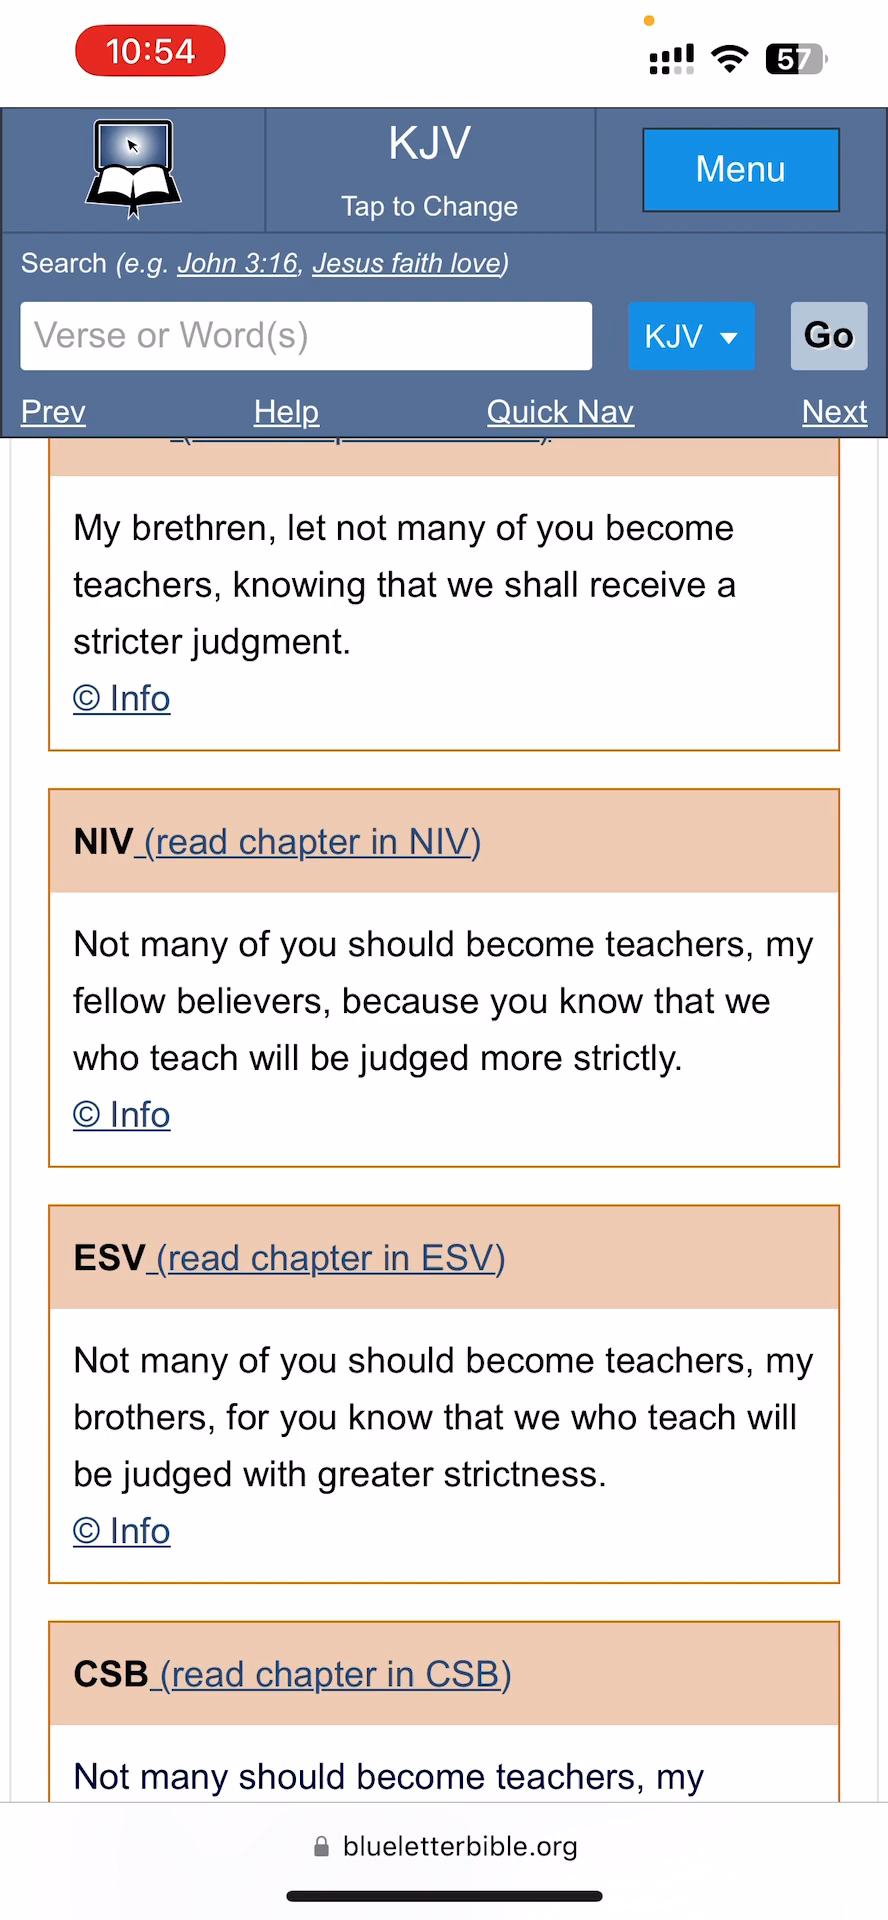 10:54
57
KJV
Tap to Change
Menu
Search (e.g. John 3:16, Jesus faith love)
Verse or Word(s)
KJV
Go
Prev Help Quick Nav Next
My brethren, let not many of you become
teachers, knowing that we shall receive a
stricter judgment.
© Info
NIV (read chapter in NIV)
Not many of you should become teachers, my
fellow believers, because you know that we
who teach will be judged more strictly.
© Info
ESV (read chapter in ESV)
Not many of you should become teachers, my
brothers, for you know that we who teach will
be judged with greater strictness.
© Info
CSB (read chapter in CSB)
Not many should become teachers, my
blueletterbible.org